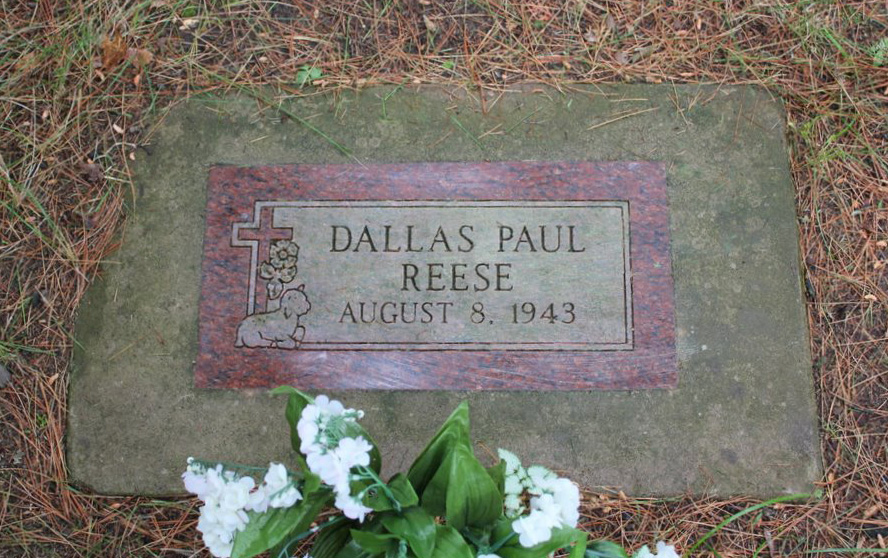 DALLAS PAUL
REESE
AUGUST 8, 1943